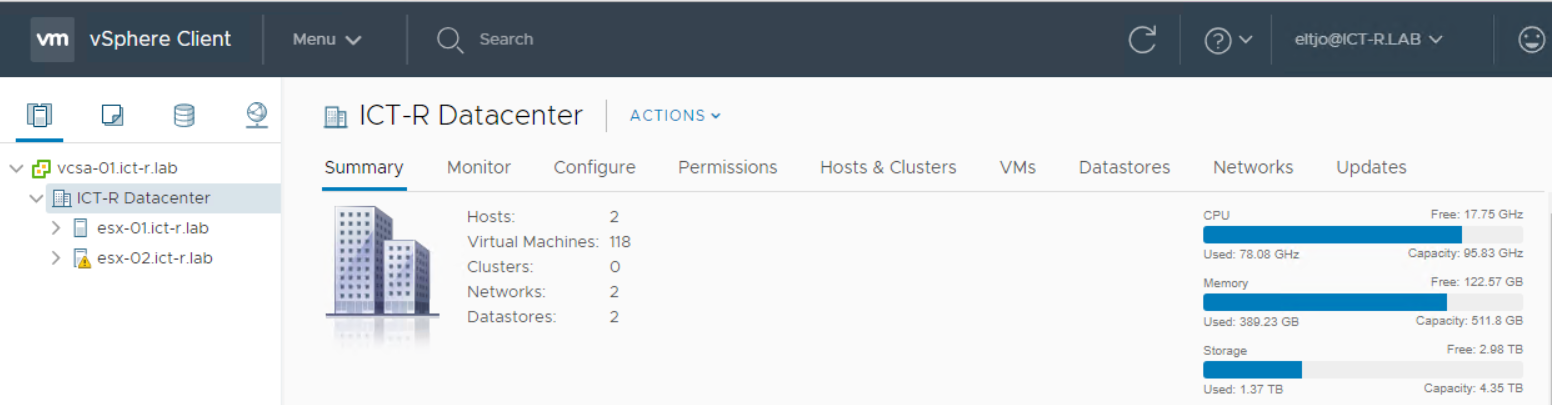 vm vSphere Client Menu Search eltjo@ICT-R.LAB
ICT-R Datacenter ACTIONS
Summary Monitor Configure Permissions Hosts & Clusters VMs Datastores Networks Updates
vcsa-01.ict-r.lab
ICT-R Datacenter
esx-01.ict-r.lab
esx-02.ict-r.lab
Hosts: 2
Virtual Machines: 118
Clusters: 0
Networks: 2
Datastores: 2
CPU Free: 17.75 GHz
Used: 78.08 GHz Capacity: 95.83 GHz
Memory Free: 122.57 GB
Used: 389.23 GB Capacity: 511.8 GB
Storage Free: 2.98 TB
Used: 1.37 TB Capacity: 4.35 TB